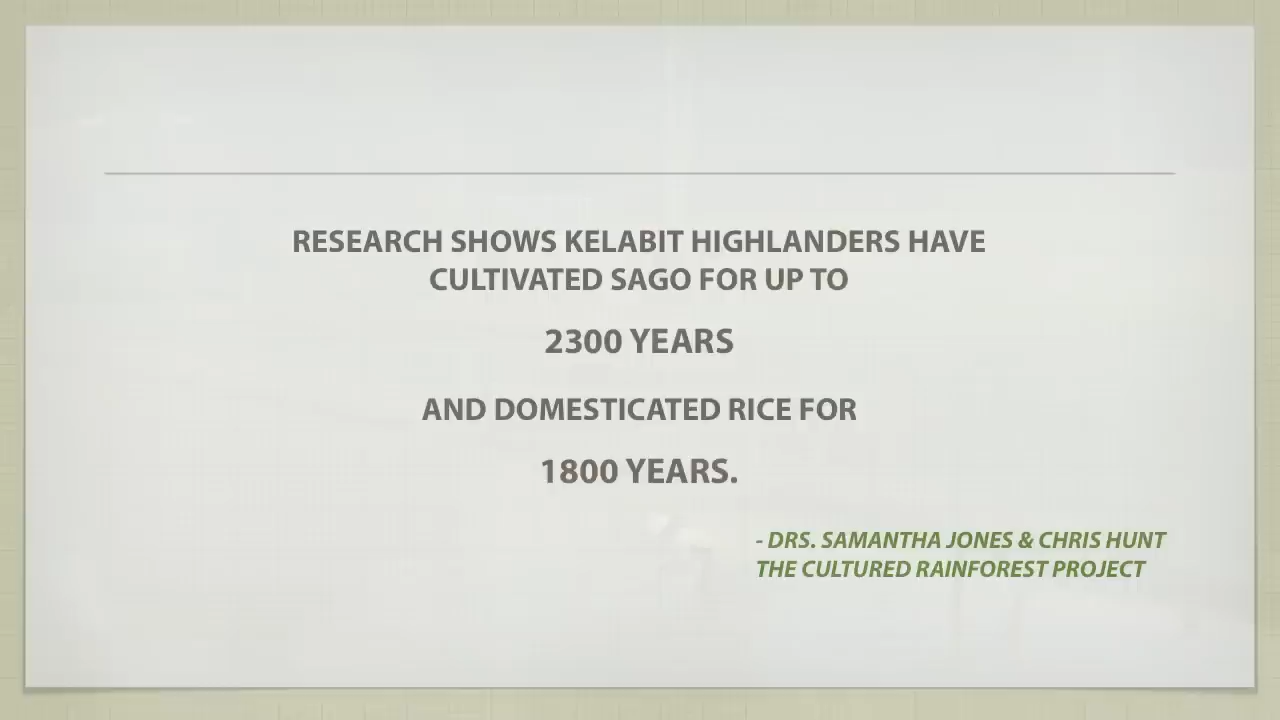 RESEARCH SHOWS KELABIT HIGHLANDERS HAVE
CULTIVATED SAGO FOR UP TO
2300 YEARS
AND DOMESTICATED RICE FOR
1800 YEARS.
- DRS. SAMANTHA JONES & CHRIS HUNT
THE CULTURED RAINFOREST PROJECT